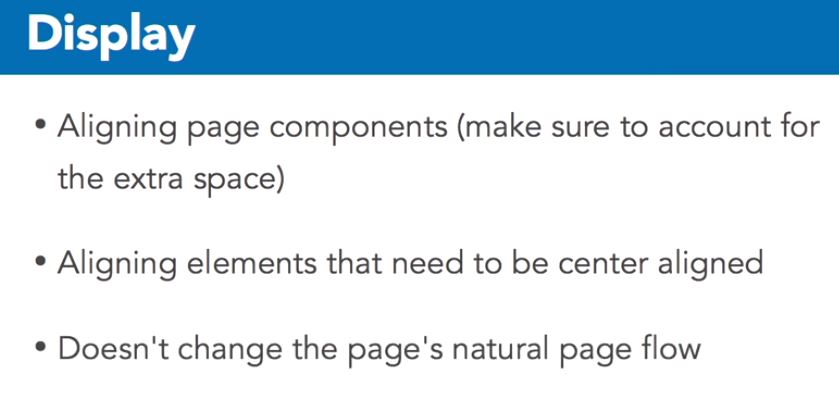 Display
• Aligning page components (make sure to account for
the extra space)
• Aligning elements that need to be center aligned
• Doesn't change the page's natural page flow